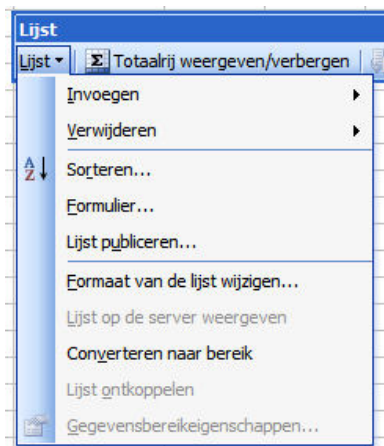 Lijst
Lijst Σ Totaalrij weergeven/verbergen
Invoegen
Verwijderen
Sorteren...
Formulier...
Lijst publiceren...
Formaat van de lijst wijzigen...
Lijst op de server weergeven
Converteren naar bereik
Lijst ontkoppelen
Gegevensbereikeigenschappen...